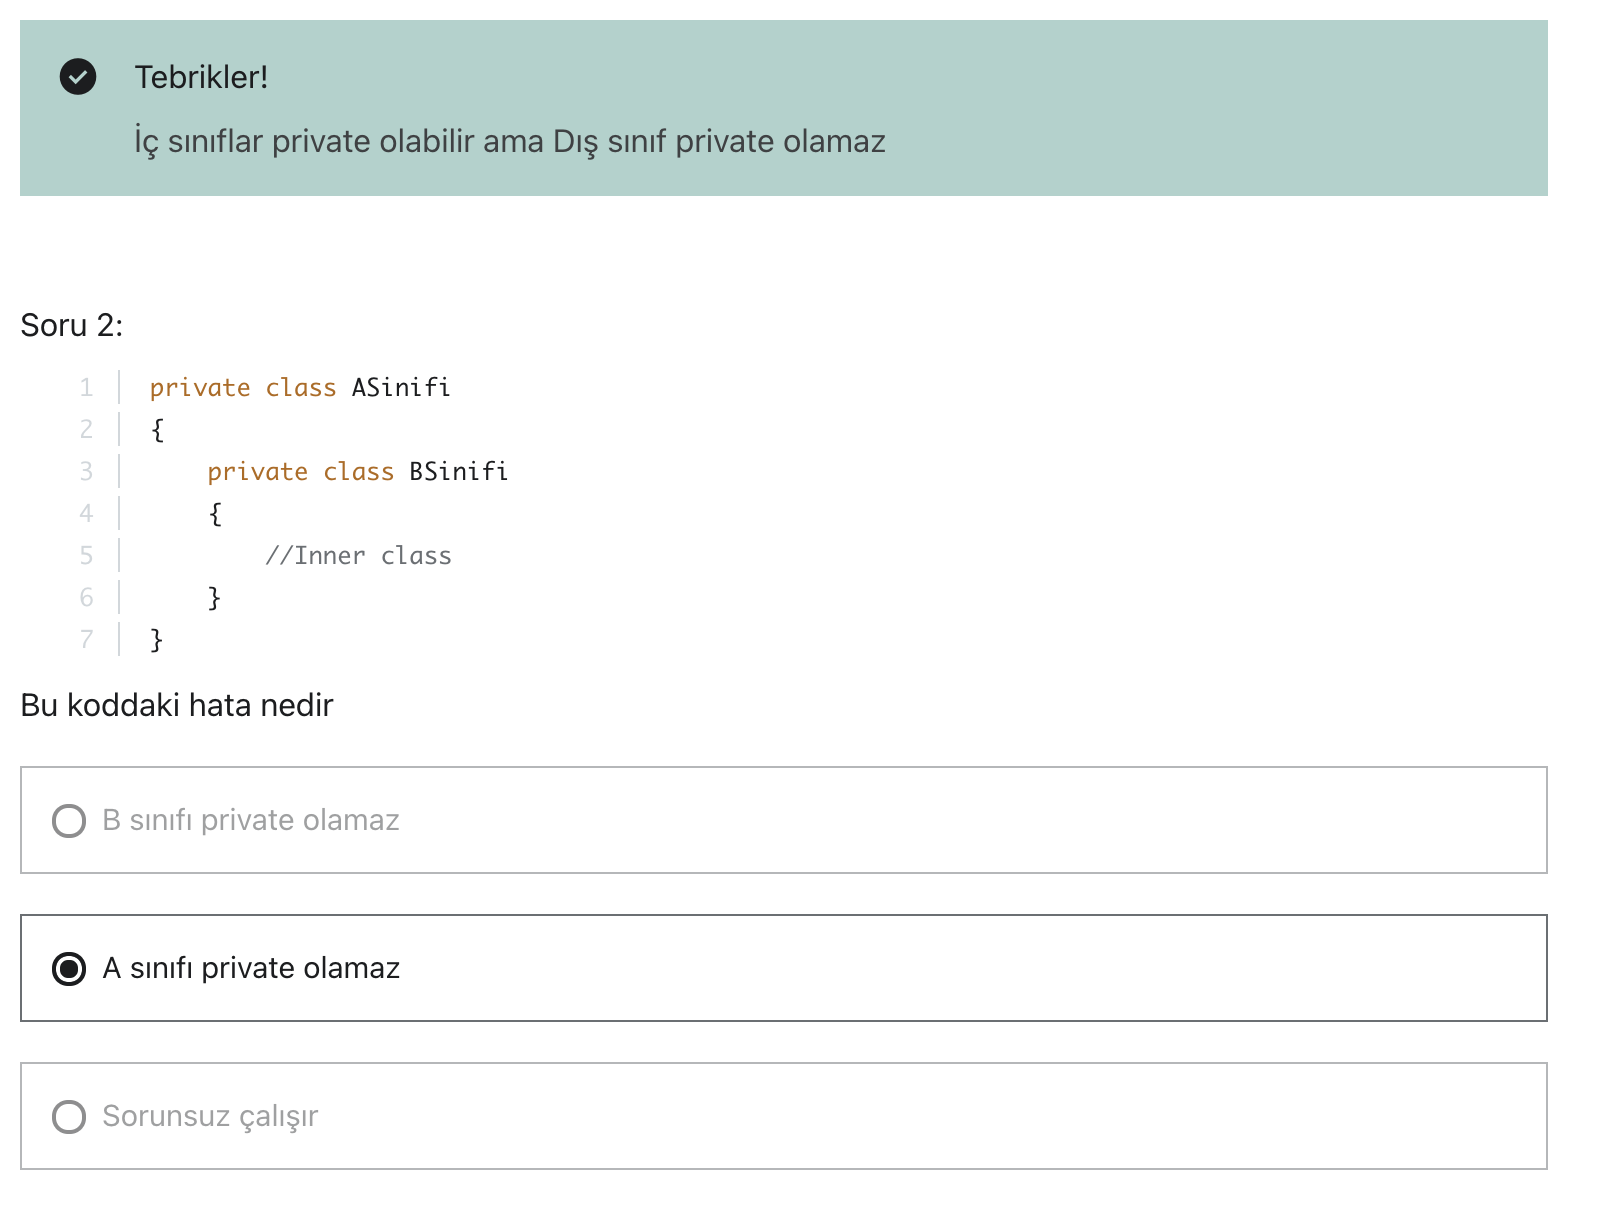 Tebrikler!
İç sınıflar private olabilir ama Dış sınıf private olamaz
Soru 2:
1 private class ASinifi
2 {
3 private class BSinifi
4 {
5 //Inner class
6 }
7 }
Bu koddaki hata nedir
B sınıfı private olamaz
A sınıfı private olamaz
Sorunsuz çalışır